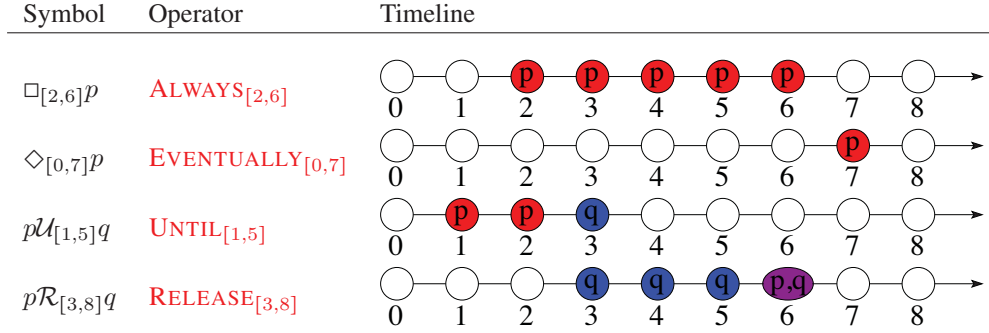 Symbol Operator Timeline
□[2,6]p ALWAYS[2,6] p p p p p
0 1 2 3 4 5 6 7 8
◇[0,7]p EVENTUALLY[0,7] p
0 1 2 3 4 5 6 7 8
p𝒰[1,5]q UNTIL[1,5] p p q
0 1 2 3 4 5 6 7 8
pℛ[3,8]q RELEASE[3,8] q q q p,q
0 1 2 3 4 5 6 7 8